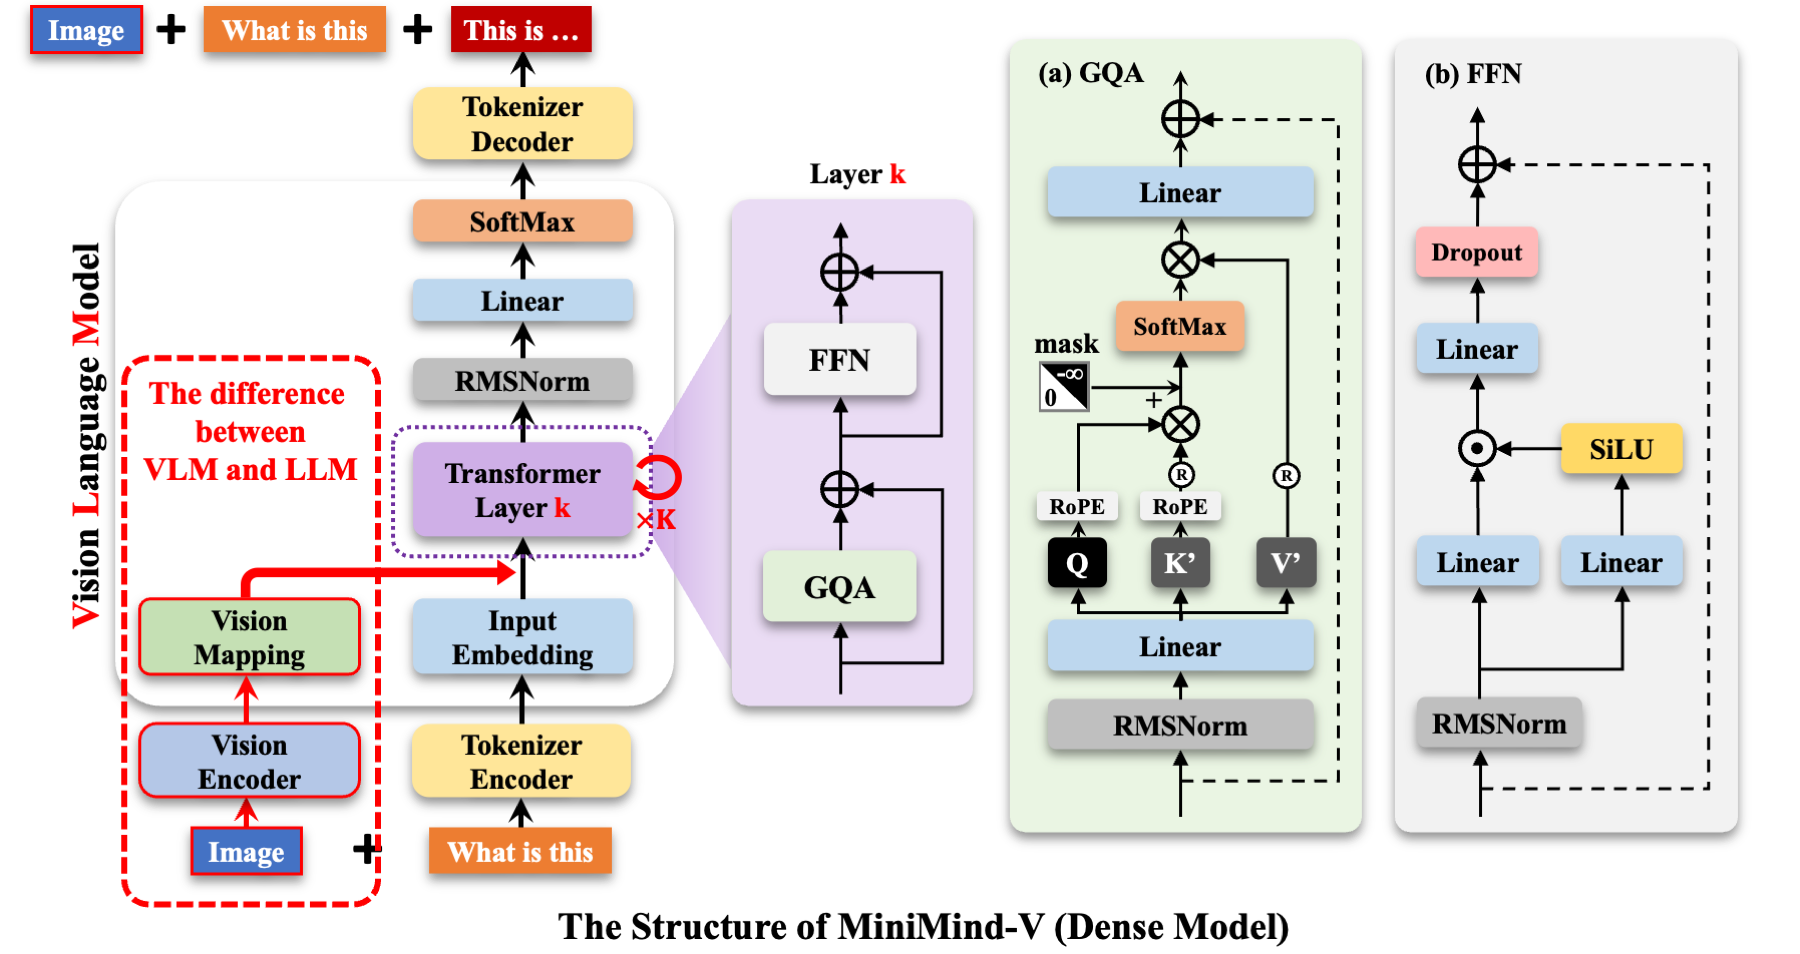 Image + What is this + This is ...
Tokenizer
Decoder
SoftMax
Linear
RMSNorm
Transformer
Layer k
×K
Input
Embedding
Tokenizer
Encoder
What is this
Vision Language Model
The difference
between
VLM and LLM
Vision
Mapping
Vision
Encoder
Image
+
Layer k
FFN
GQA
(a) GQA
Linear
SoftMax
mask
-∞
0
+
R
R
RoPE
RoPE
Q
K’
V’
Linear
RMSNorm
(b) FFN
Dropout
Linear
SiLU
Linear
Linear
RMSNorm
The Structure of MiniMind-V (Dense Model)